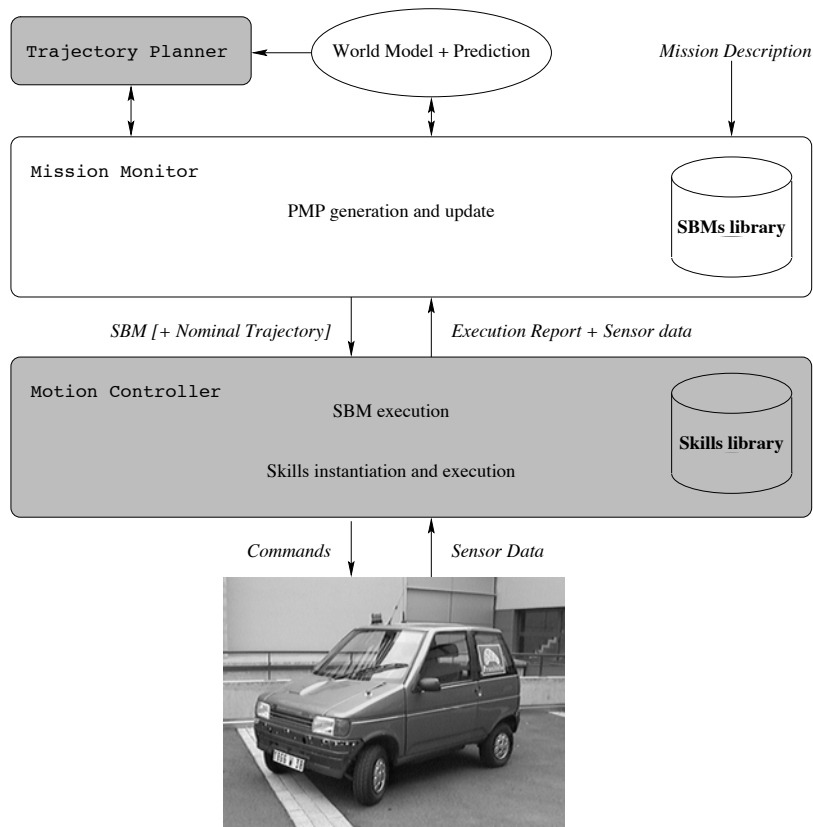 Trajectory Planner
World Model + Prediction
Mission Description
Mission Monitor
PMP generation and update
SBMs library
SBM [+ Nominal Trajectory]
Execution Report + Sensor data
Motion Controller
SBM execution
Skills library
Skills instantiation and execution
Commands
Sensor Data